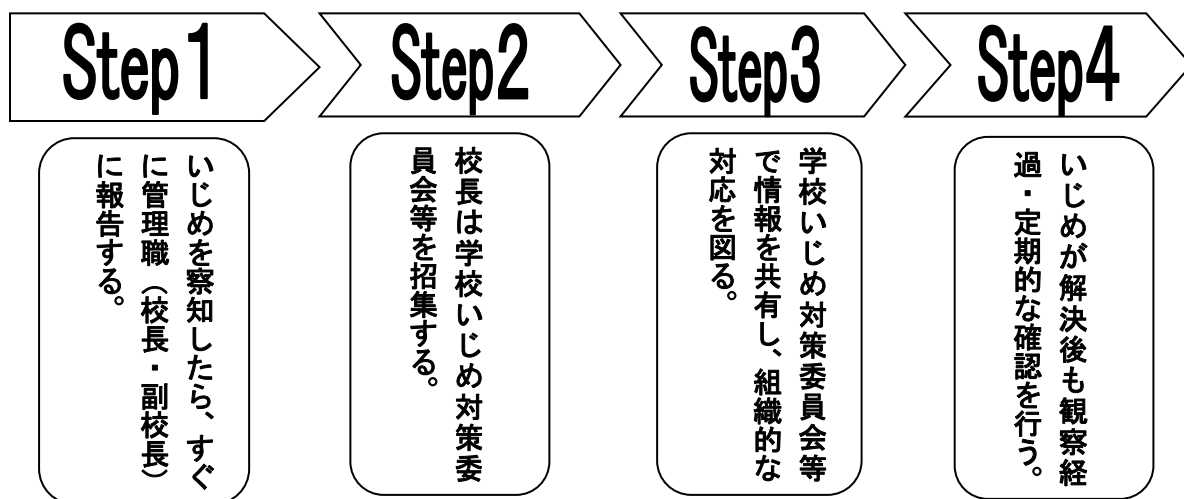 Step1
Step2
Step3
Step4
いじめを察知したら、すぐ
に管理職（校長・副校長）
に報告する。
校長は学校いじめ対策委
員会等を招集する。
学校いじめ対策委員会等
で情報を共有し、組織的な
対応を図る。
いじめが解決後も観察経
過・定期的な確認を行う。